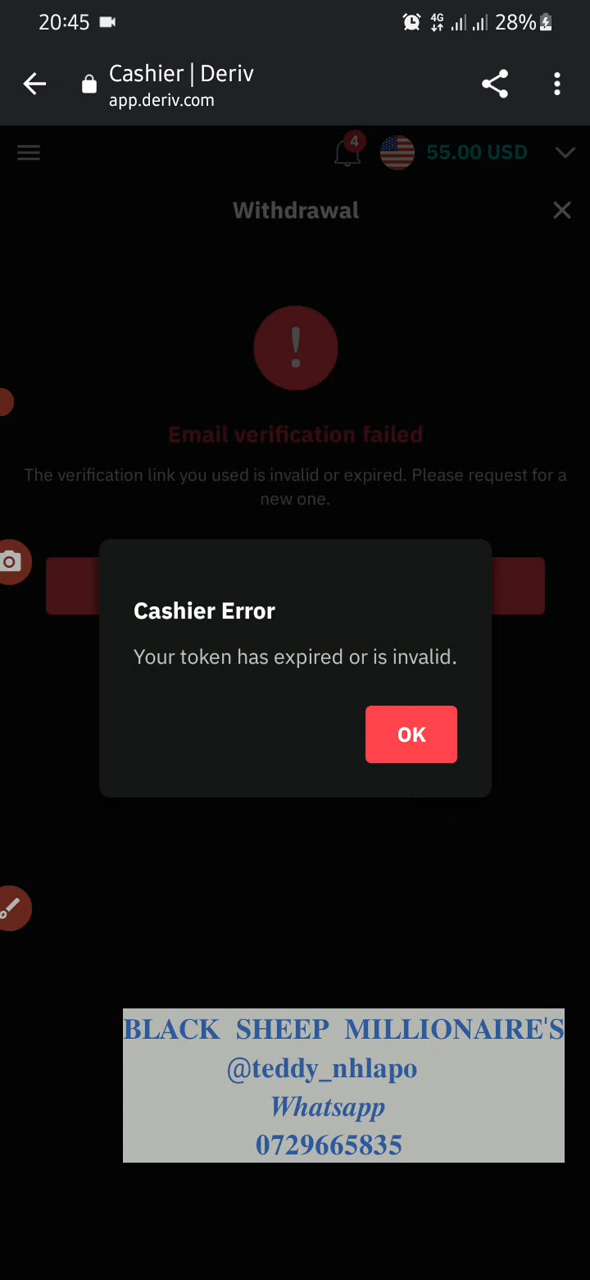 20:45
4G
28%
Cashier | Deriv
app.deriv.com
4
55.00 USD
Withdrawal
!
Email verification failed
The verification link you used is invalid or expired. Please request for a
new one.
Cashier Error
Your token has expired or is invalid.
OK
BLACK SHEEP MILLIONAIRE'S
@teddy_nhlapo
Whatsapp
0729665835